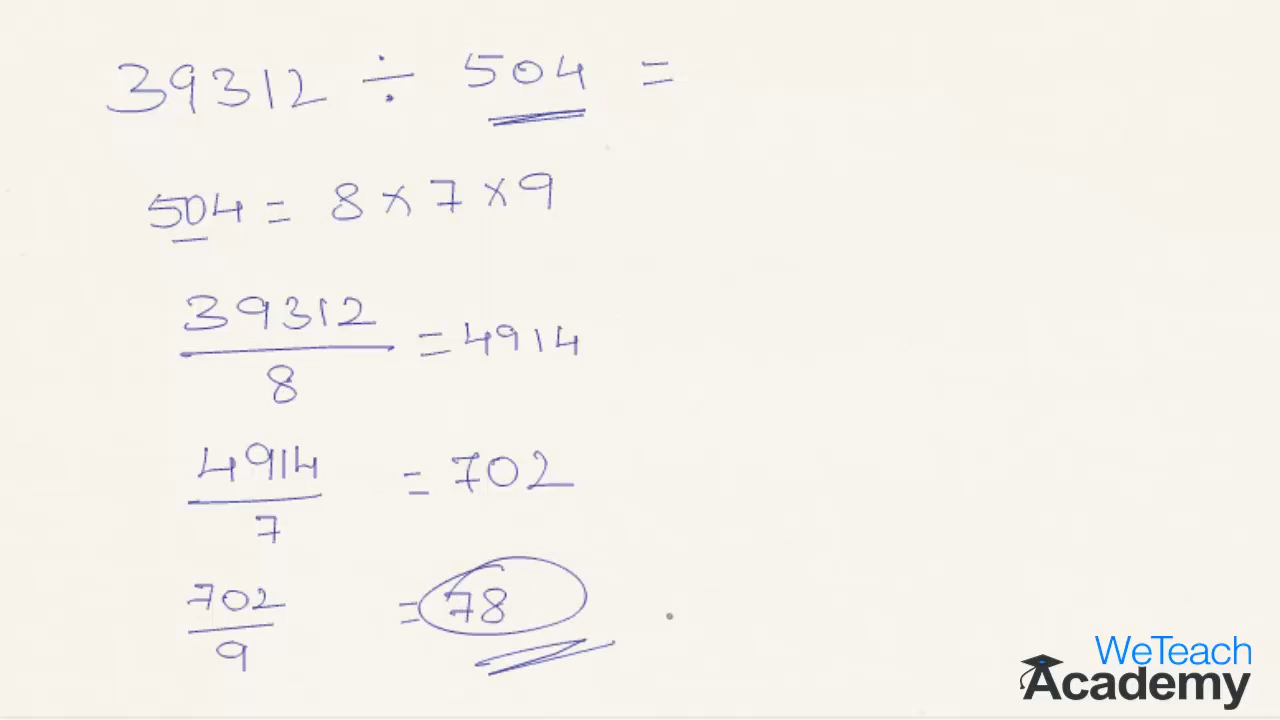 39312 ÷ 504 =
504 = 8 × 7 × 9
39312
8
= 4914
4914
7
= 702
702
9
= 78
WeTeach
Academy